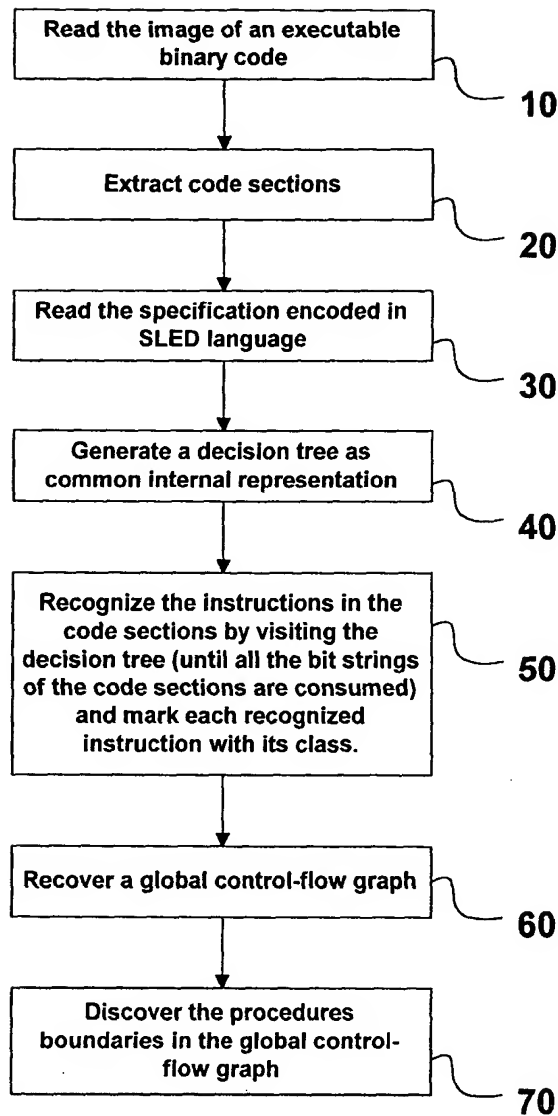 Read the image of an executable
binary code
10
Extract code sections
20
Read the specification encoded in
SLED language
30
Generate a decision tree as
common internal representation
40
Recognize the instructions in the
code sections by visiting the
decision tree (until all the bit strings
of the code sections are consumed)
and mark each recognized
instruction with its class.
50
Recover a global control-flow graph
60
Discover the procedures
boundaries in the global control-
flow graph
70